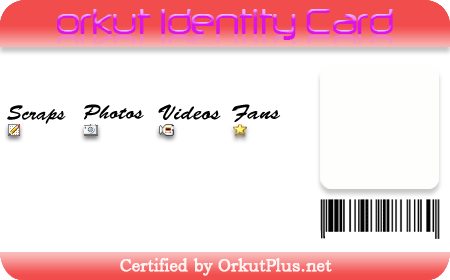 orkut Identity Card
Scraps Photos Videos Fans
Certified by OrkutPlus.net